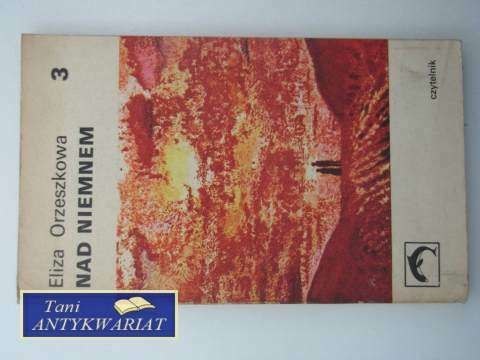 Eliza Orzeszkowa
NAD NIEMNEM
3
czytelnik
Tani
ANTYKWARIAT